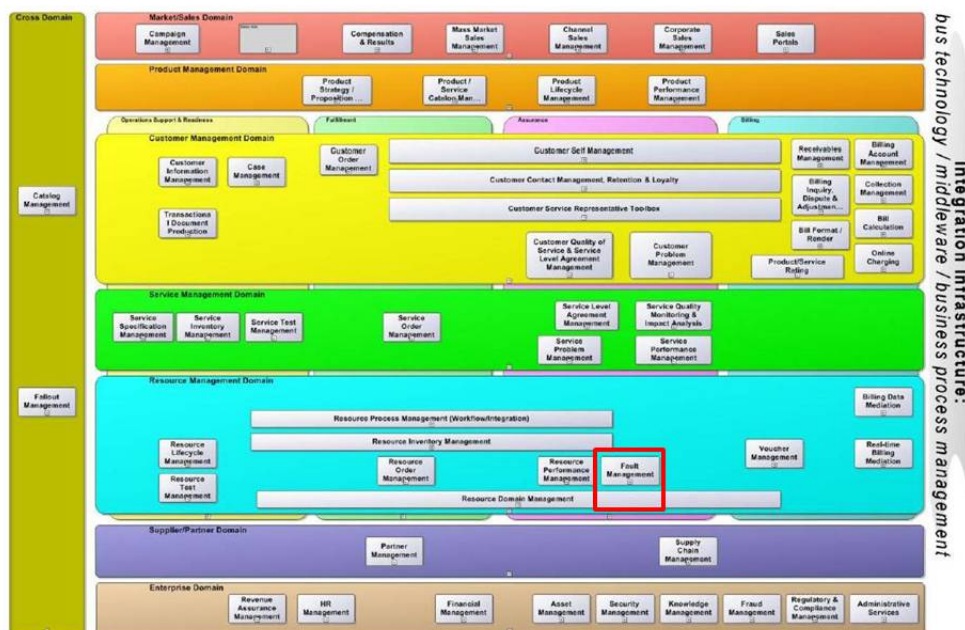 Cross Domain
Catalog
Management
Fallout
Management
Market/Sales Domain
Campaign
Management
Compensation
& Results
Mass Market
Sales
Management
Channel
Sales
Management
Corporate
Sales
Management
Sales
Portals
Product Management Domain
Product
Strategy /
Proposition ...
Product /
Service
Catalog Man...
Product
Lifecycle
Management
Product
Performance
Management
Operations Support & Readiness
Fulfillment
Assurance
Billing
Customer Management Domain
Customer
Information
Management
Case
Management
Transactiona
l Document
Production
Customer
Order
Management
Customer Self Management
Customer Contact Management, Retention & Loyalty
Customer Service Representative Toolbox
Customer Quality of
Service & Service
Level Agreement
Management
Customer
Problem
Management
Receivables
Management
Billing
Inquiry,
Dispute &
Adjustmen...
Bill Format /
Render
Product/Service
Rating
Billing
Account
Management
Collection
Management
Bill
Calculation
Online
Charging
Service Management Domain
Service
Specification
Management
Service
Inventory
Management
Service Test
Management
Service
Order
Management
Service Level
Agreement
Management
Service Quality
Monitoring &
Impact Analysis
Service
Problem
Management
Service
Performance
Management
Resource Management Domain
Resource Process Management (Workflow/Integration)
Resource Inventory Management
Resource
Lifecycle
Management
Resource
Test
Management
Resource
Order
Management
Resource
Performance
Management
Fault
Management
Resource Domain Management
Voucher
Management
Billing Data
Mediation
Real-time
Billing
Mediation
Supplier/Partner Domain
Partner
Management
Supply
Chain
Management
Enterprise Domain
Revenue
Assurance
Management
HR
Management
Financial
Management
Asset
Management
Security
Management
Knowledge
Management
Fraud
Management
Regulatory &
Compliance
Management
Administrative
Services
Integration Infrastructure:
bus technology / middleware / business process management